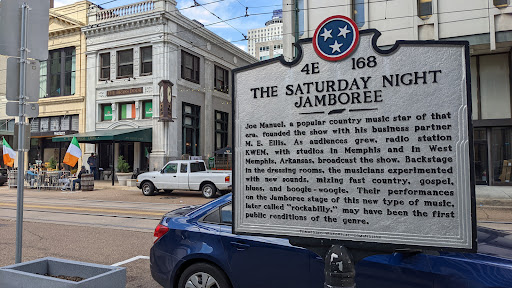 4E 168
THE SATURDAY NIGHT
JAMBOREE
Joe Manuel, a popular country music star of that
era, founded the show with his business partner
M. E. Ellis. As audiences grew, radio station
KWEM, with studios in Memphis and in West
Memphis, Arkansas, broadcast the show. Backstage
in the dressing rooms, the musicians experimented
with new sounds, mixing fast country, gospel,
blues, and boogie-woogie. Their performances
on the Jamboree stage of this new type of music,
later called "rockabilly," may have been the first
public renditions of the genre.